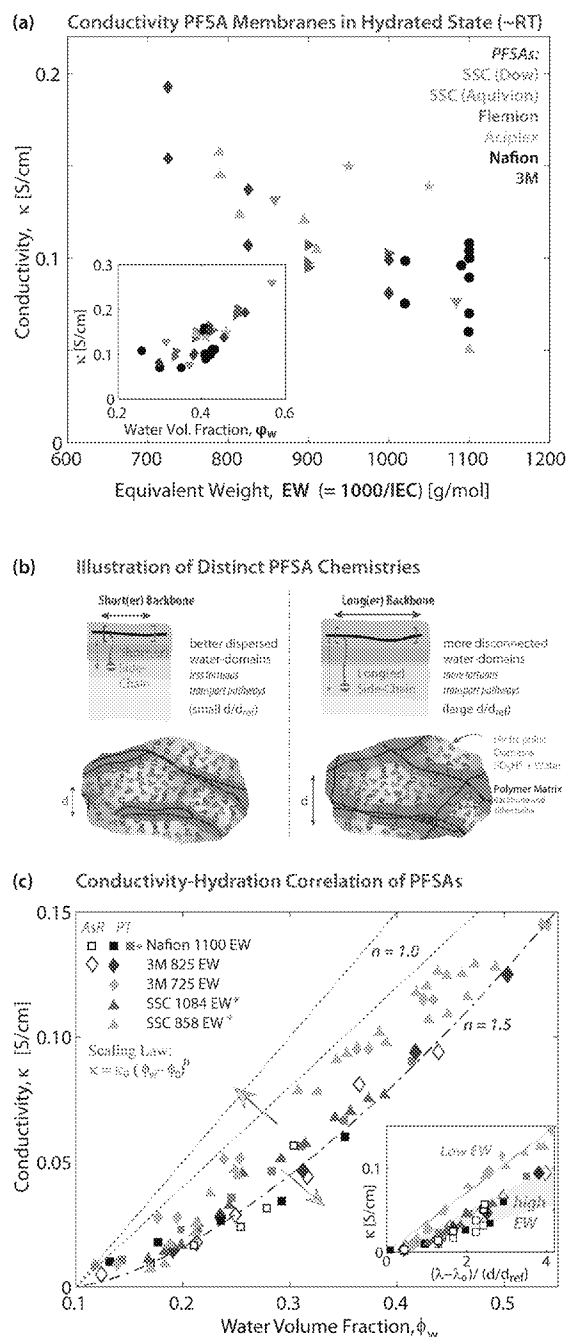 (a) Conductivity PFSA Membranes in Hydrated State (~RT)
PFSAs:
SSC (Dow)
SSC (Aquivion)
Flemion
Aciplex
Nafion
3M
0.2
0.1
0
Conductivity, κ [S/cm]
0.3
0.2
0.1
0
κ [S/cm]
0.2 0.4 0.6
Water Vol. Fraction, φw
600 700 800 900 1000 1100 1200
Equivalent Weight, EW (= 1000/IEC) [g/mol]
(b) Illustration of Distinct PFSA Chemistries
Short(er) Backbone
better dispersed
water-domains
less tortuous
transport pathways
(small d/dref)
Side-
Chain
d
Long(er) Backbone
Long(er)
Side-Chain
more disconnected
water-domains
more tortuous
transport pathways
(large d/dref)
d
Domains
Polymer Matrix
(c) Conductivity-Hydration Correlation of PFSAs
AsR PT
Nafion 1100 EW
3M 825 EW
3M 725 EW
SSC 1084 EW*
SSC 858 EW*
Scaling Law:
κ = κ₀ (ϕw-ϕ₀)ⁿ
n = 1.0
n = 1.5
0.15
0.10
0.05
0
Conductivity, κ [S/cm]
0.1
0
κ [S/cm]
Low EW
high
EW
0 2 4
(λ−λ₀)/ (d/dref)
0.1 0.2 0.3 0.4 0.5
Water Volume Fraction, ϕw